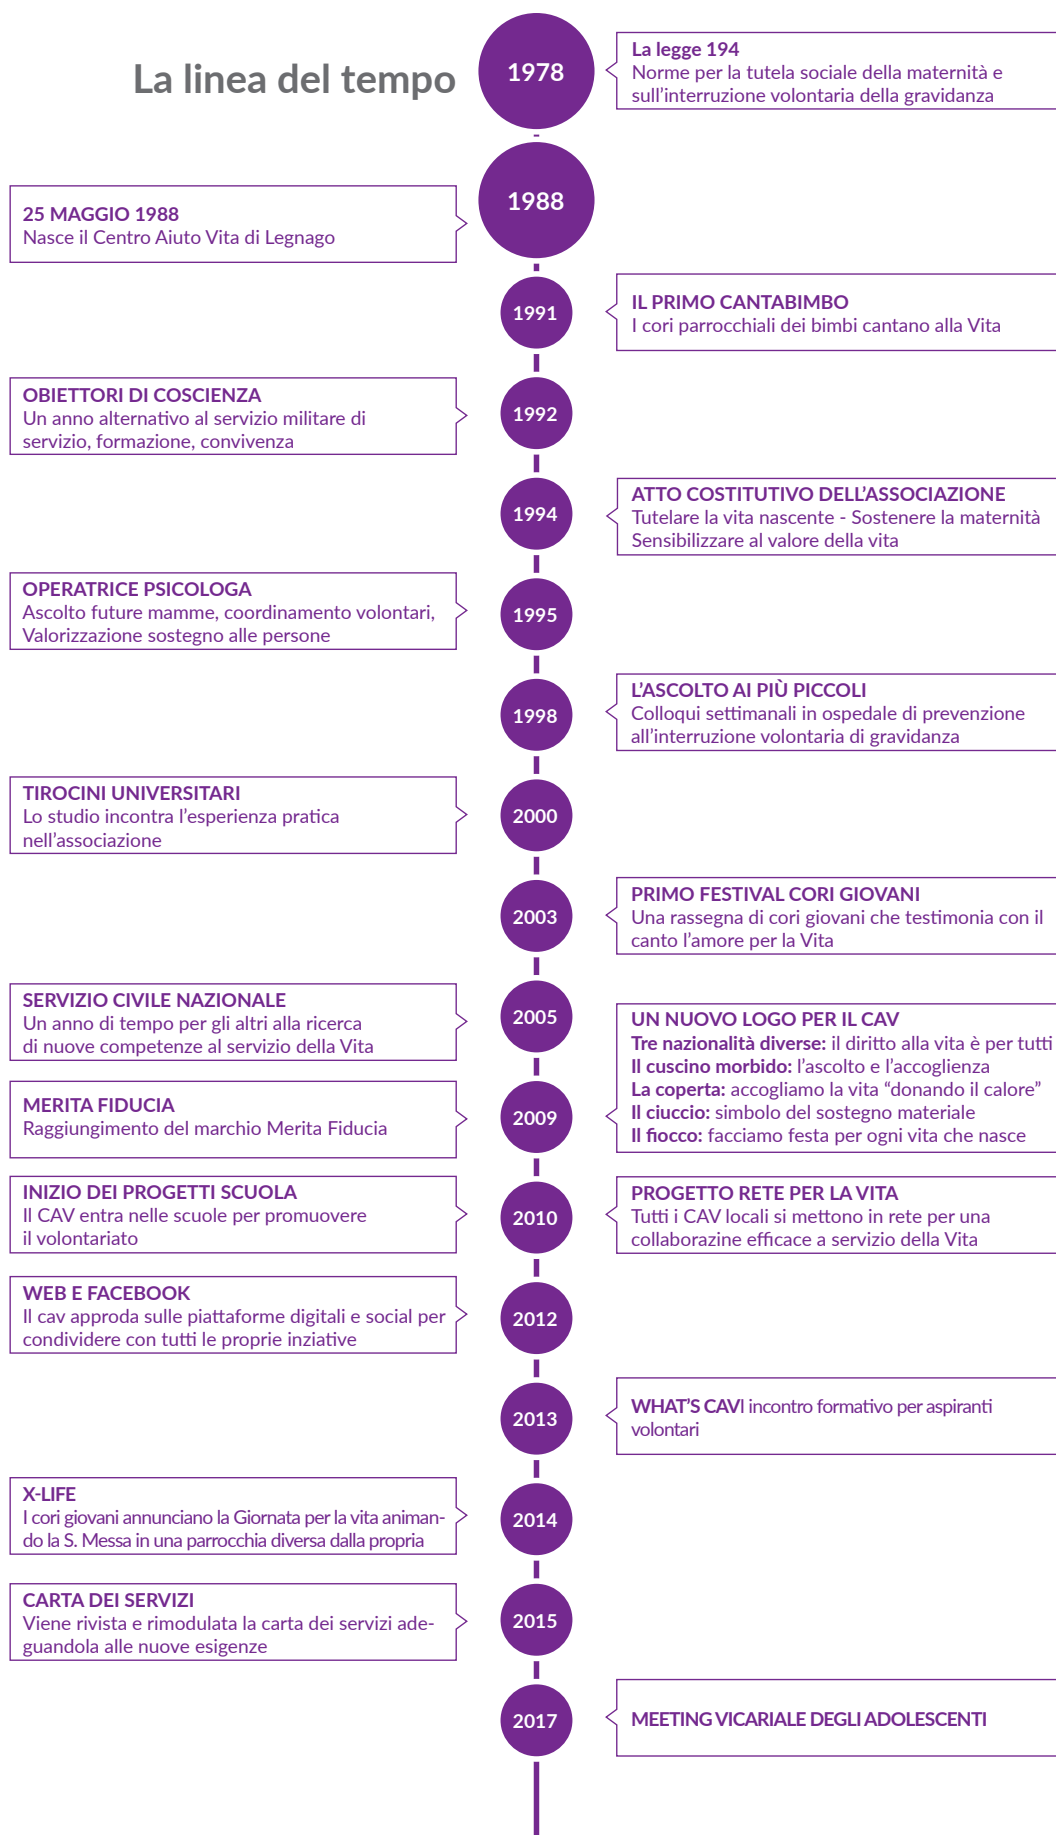 La linea del tempo
1978
La legge 194
Norme per la tutela sociale della maternità e
sull'interruzione volontaria della gravidanza
1988
25 MAGGIO 1988
Nasce il Centro Aiuto Vita di Legnago
1991
IL PRIMO CANTABIMBO
I cori parrocchiali dei bimbi cantano alla Vita
OBIETTORI DI COSCIENZA
Un anno alternativo al servizio militare di
servizio, formazione, convivenza
1992
1994
ATTO COSTITUTIVO DELL'ASSOCIAZIONE
Tutelare la vita nascente - Sostenere la maternità
Sensibilizzare al valore della vita
OPERATRICE PSICOLOGA
Ascolto future mamme, coordinamento volontari,
Valorizzazione sostegno alle persone
1995
1998
L'ASCOLTO AI PIÙ PICCOLI
Colloqui settimanali in ospedale di prevenzione
all'interruzione volontaria di gravidanza
TIROCINI UNIVERSITARI
Lo studio incontra l'esperienza pratica
nell'associazione
2000
2003
PRIMO FESTIVAL CORI GIOVANI
Una rassegna di cori giovani che testimonia con il
canto l'amore per la Vita
SERVIZIO CIVILE NAZIONALE
Un anno di tempo per gli altri alla ricerca
di nuove competenze al servizio della Vita
2005
MERITA FIDUCIA
Raggiungimento del marchio Merita Fiducia
2009
UN NUOVO LOGO PER IL CAV
Tre nazionalità diverse: il diritto alla vita è per tutti
Il cuscino morbido: l'ascolto e l'accoglienza
La coperta: accogliamo la vita "donando il calore"
Il ciuccio: simbolo del sostegno materiale
Il fiocco: facciamo festa per ogni vita che nasce
INIZIO DEI PROGETTI SCUOLA
Il CAV entra nelle scuole per promuovere
il volontariato
2010
PROGETTO RETE PER LA VITA
Tutti i CAV locali si mettono in rete per una
collaborazine efficace a servizio della Vita
WEB E FACEBOOK
Il cav approda sulle piattaforme digitali e social per
condividere con tutti le proprie inziative
2012
2013
WHAT'S CAVI incontro formativo per aspiranti
volontari
X-LIFE
I cori giovani annunciano la Giornata per la vita animan-
do la S. Messa in una parrocchia diversa dalla propria
2014
CARTA DEI SERVIZI
Viene rivista e rimodulata la carta dei servizi ade-
guandola alle nuove esigenze
2015
2017
MEETING VICARIALE DEGLI ADOLESCENTI